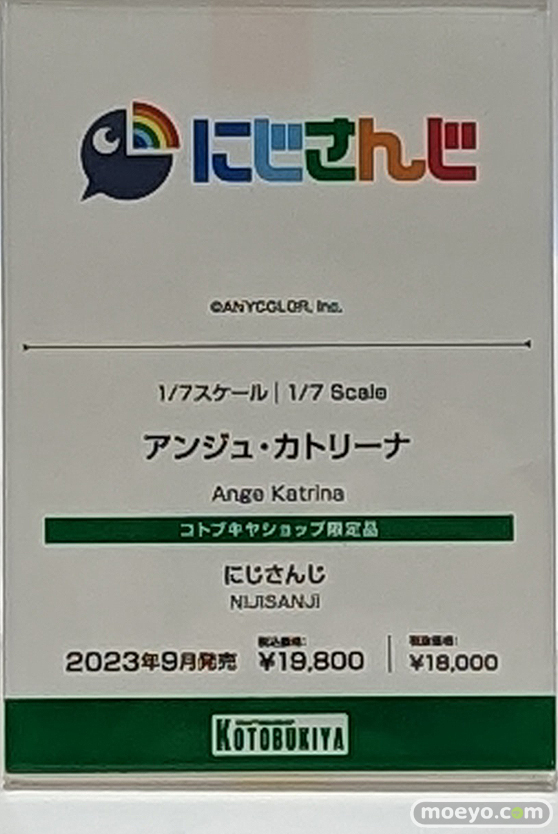 にじさんじ
©ANYCOLOR, Inc.
1/7スケール | 1/7 Scale
アンジュ・カトリーナ
Ange Katrina
コトブキヤショップ限定品
にじさんじ
NIJISANJI
2023年9月発売 税込価格: ¥19,800 | 税抜価格: ¥18,000
KOTOBUKIYA
moeyo.com